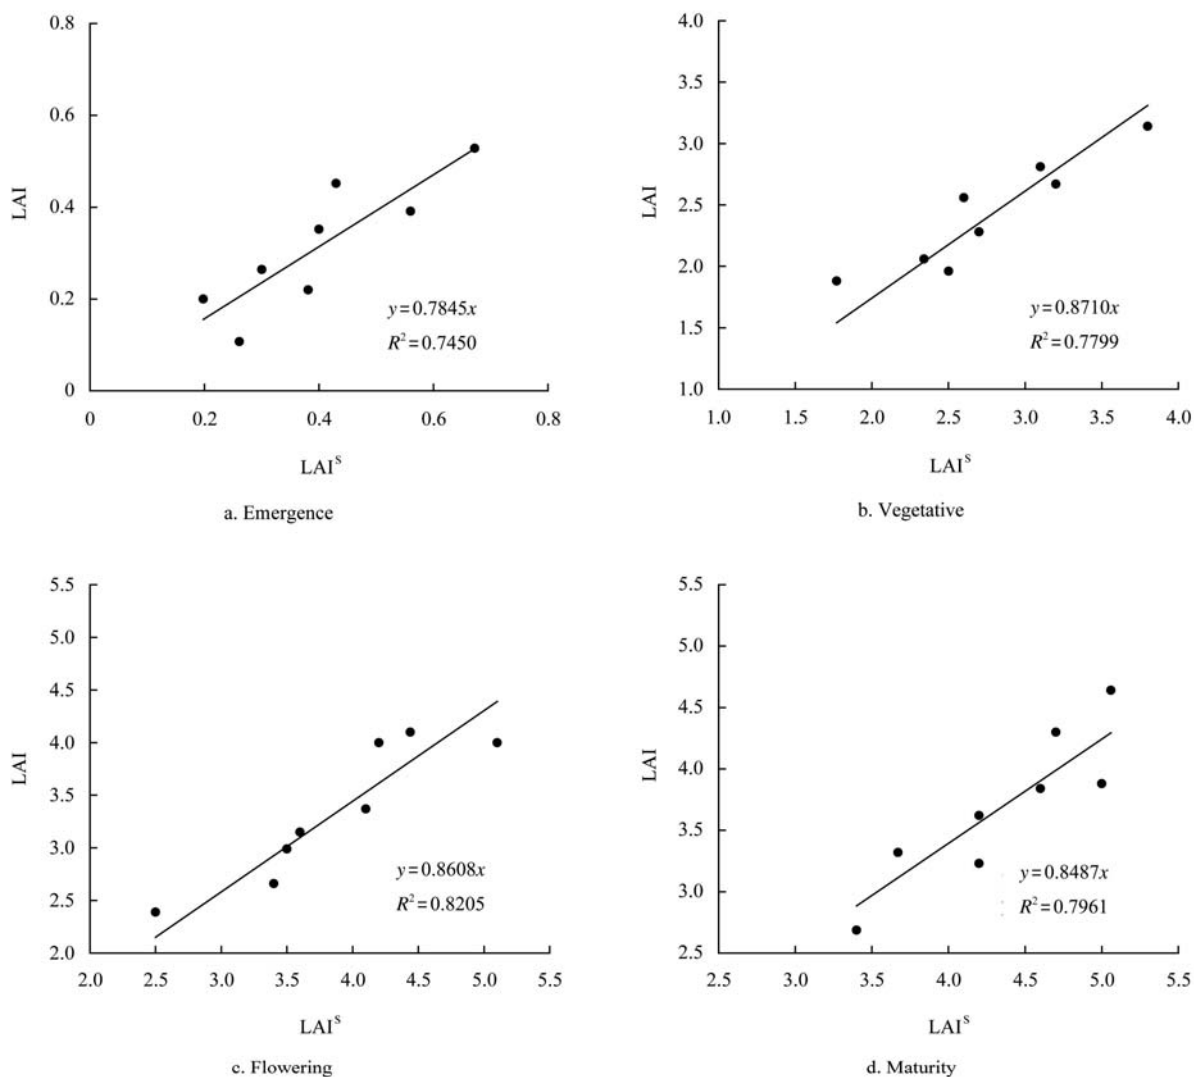 0.8
0.6
LAI
0.4
0.2
0
y=0.7845x
R²=0.7450
0 0.2 0.4 0.6 0.8
LAIˢ
a. Emergence
4.0
3.5
3.0
LAI
2.5
2.0
1.5
1.0
y=0.8710x
R²=0.7799
1.0 1.5 2.0 2.5 3.0 3.5 4.0
LAIˢ
b. Vegetative
5.5
5.0
4.5
4.0
LAI
3.5
3.0
2.5
2.0
y=0.8608x
R²=0.8205
2.0 2.5 3.0 3.5 4.0 4.5 5.0 5.5
LAIˢ
c. Flowering
5.5
5.0
4.5
LAI
4.0
3.5
3.0
2.5
y=0.8487x
R²=0.7961
2.5 3.0 3.5 4.0 4.5 5.0 5.5
LAIˢ
d. Maturity